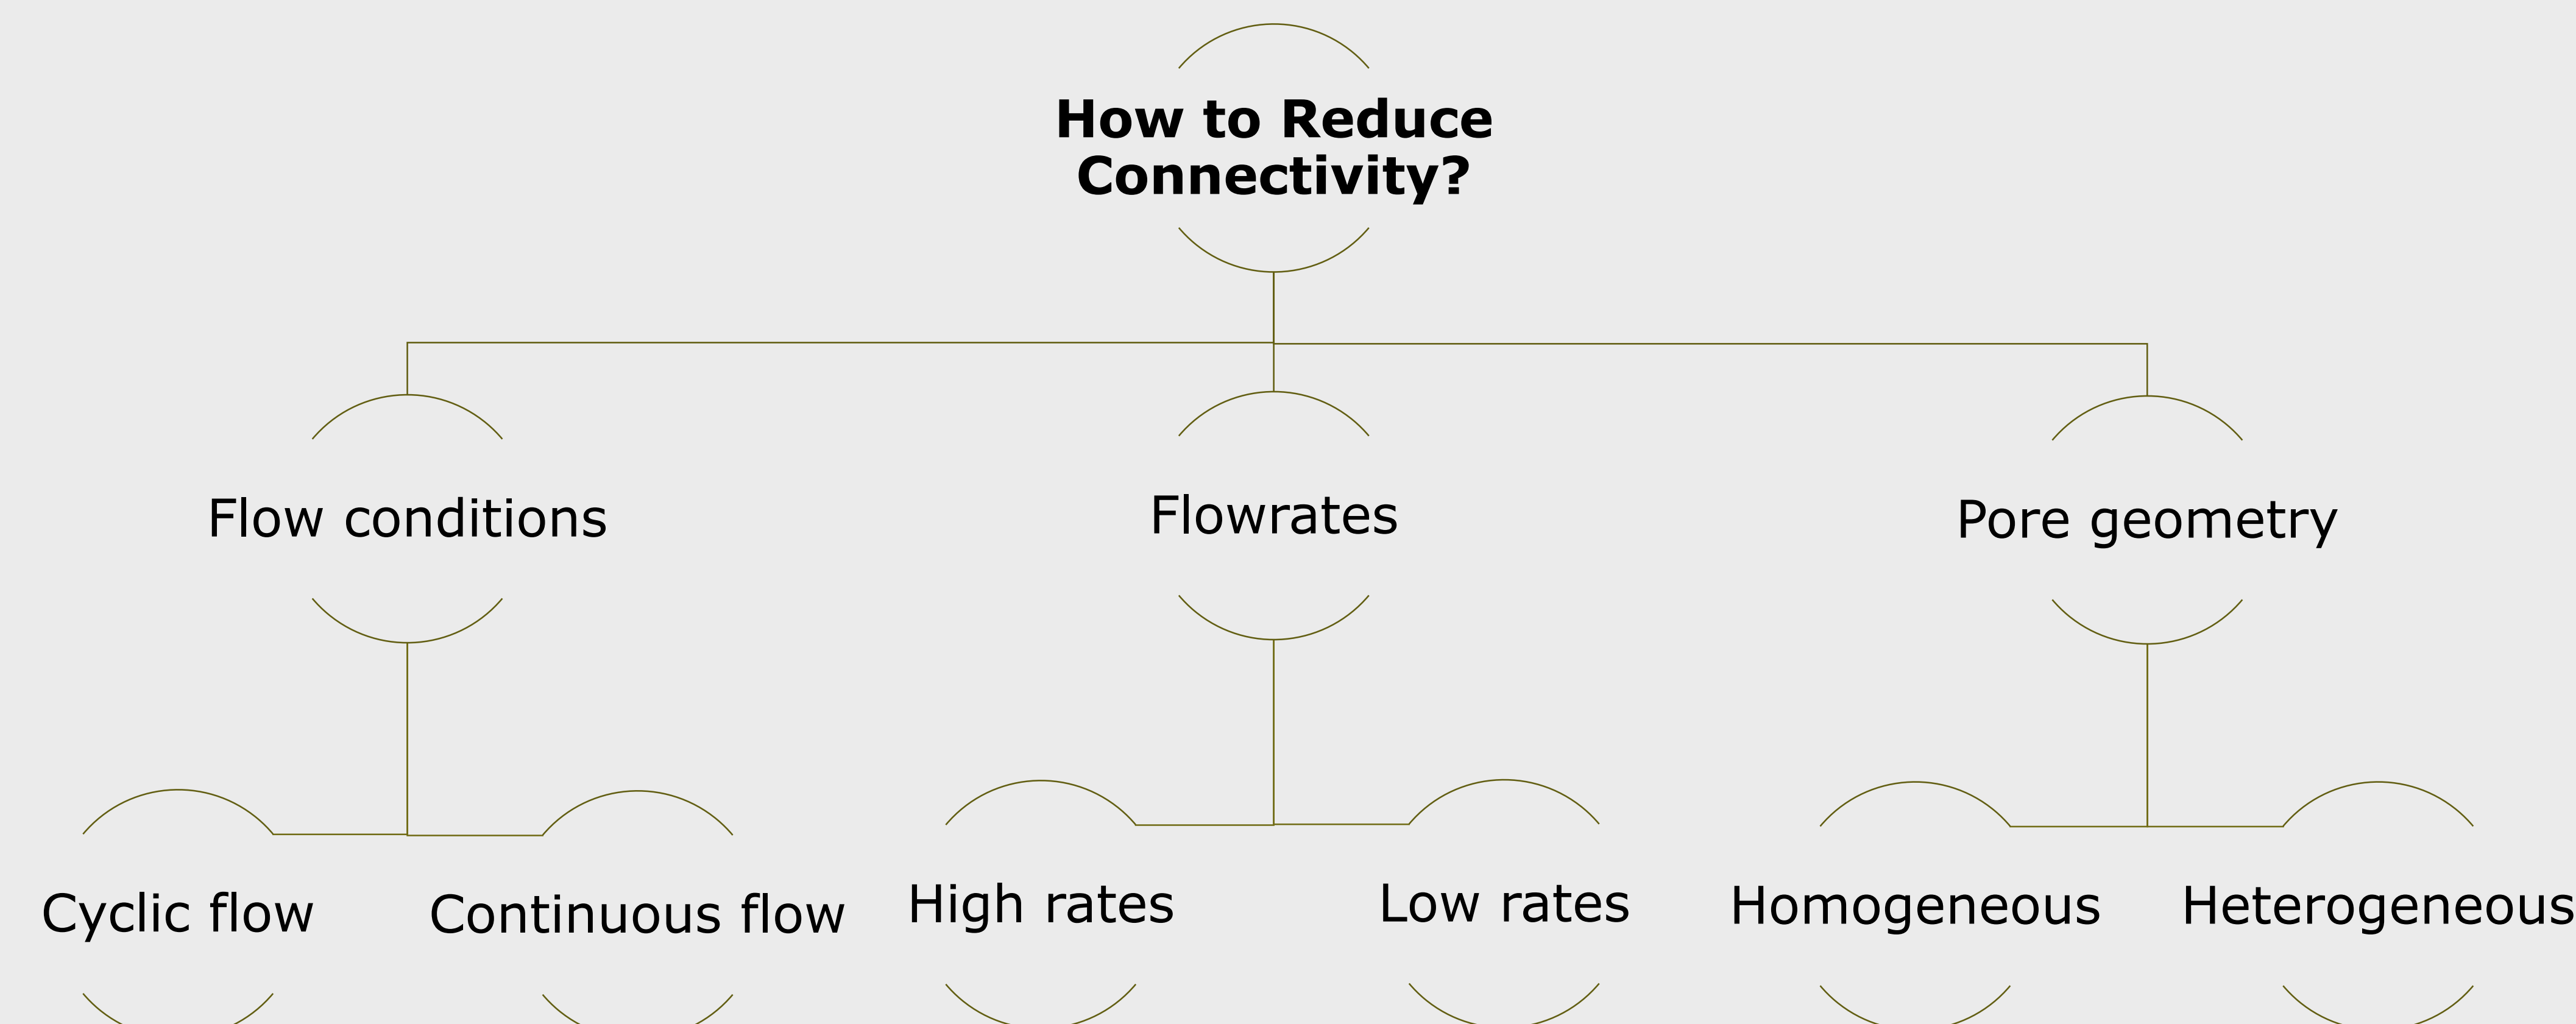 How to Reduce
Connectivity?
Flow conditions
Flowrates
Pore geometry
Cyclic flow
Continuous flow
High rates
Low rates
Homogeneous
Heterogeneous